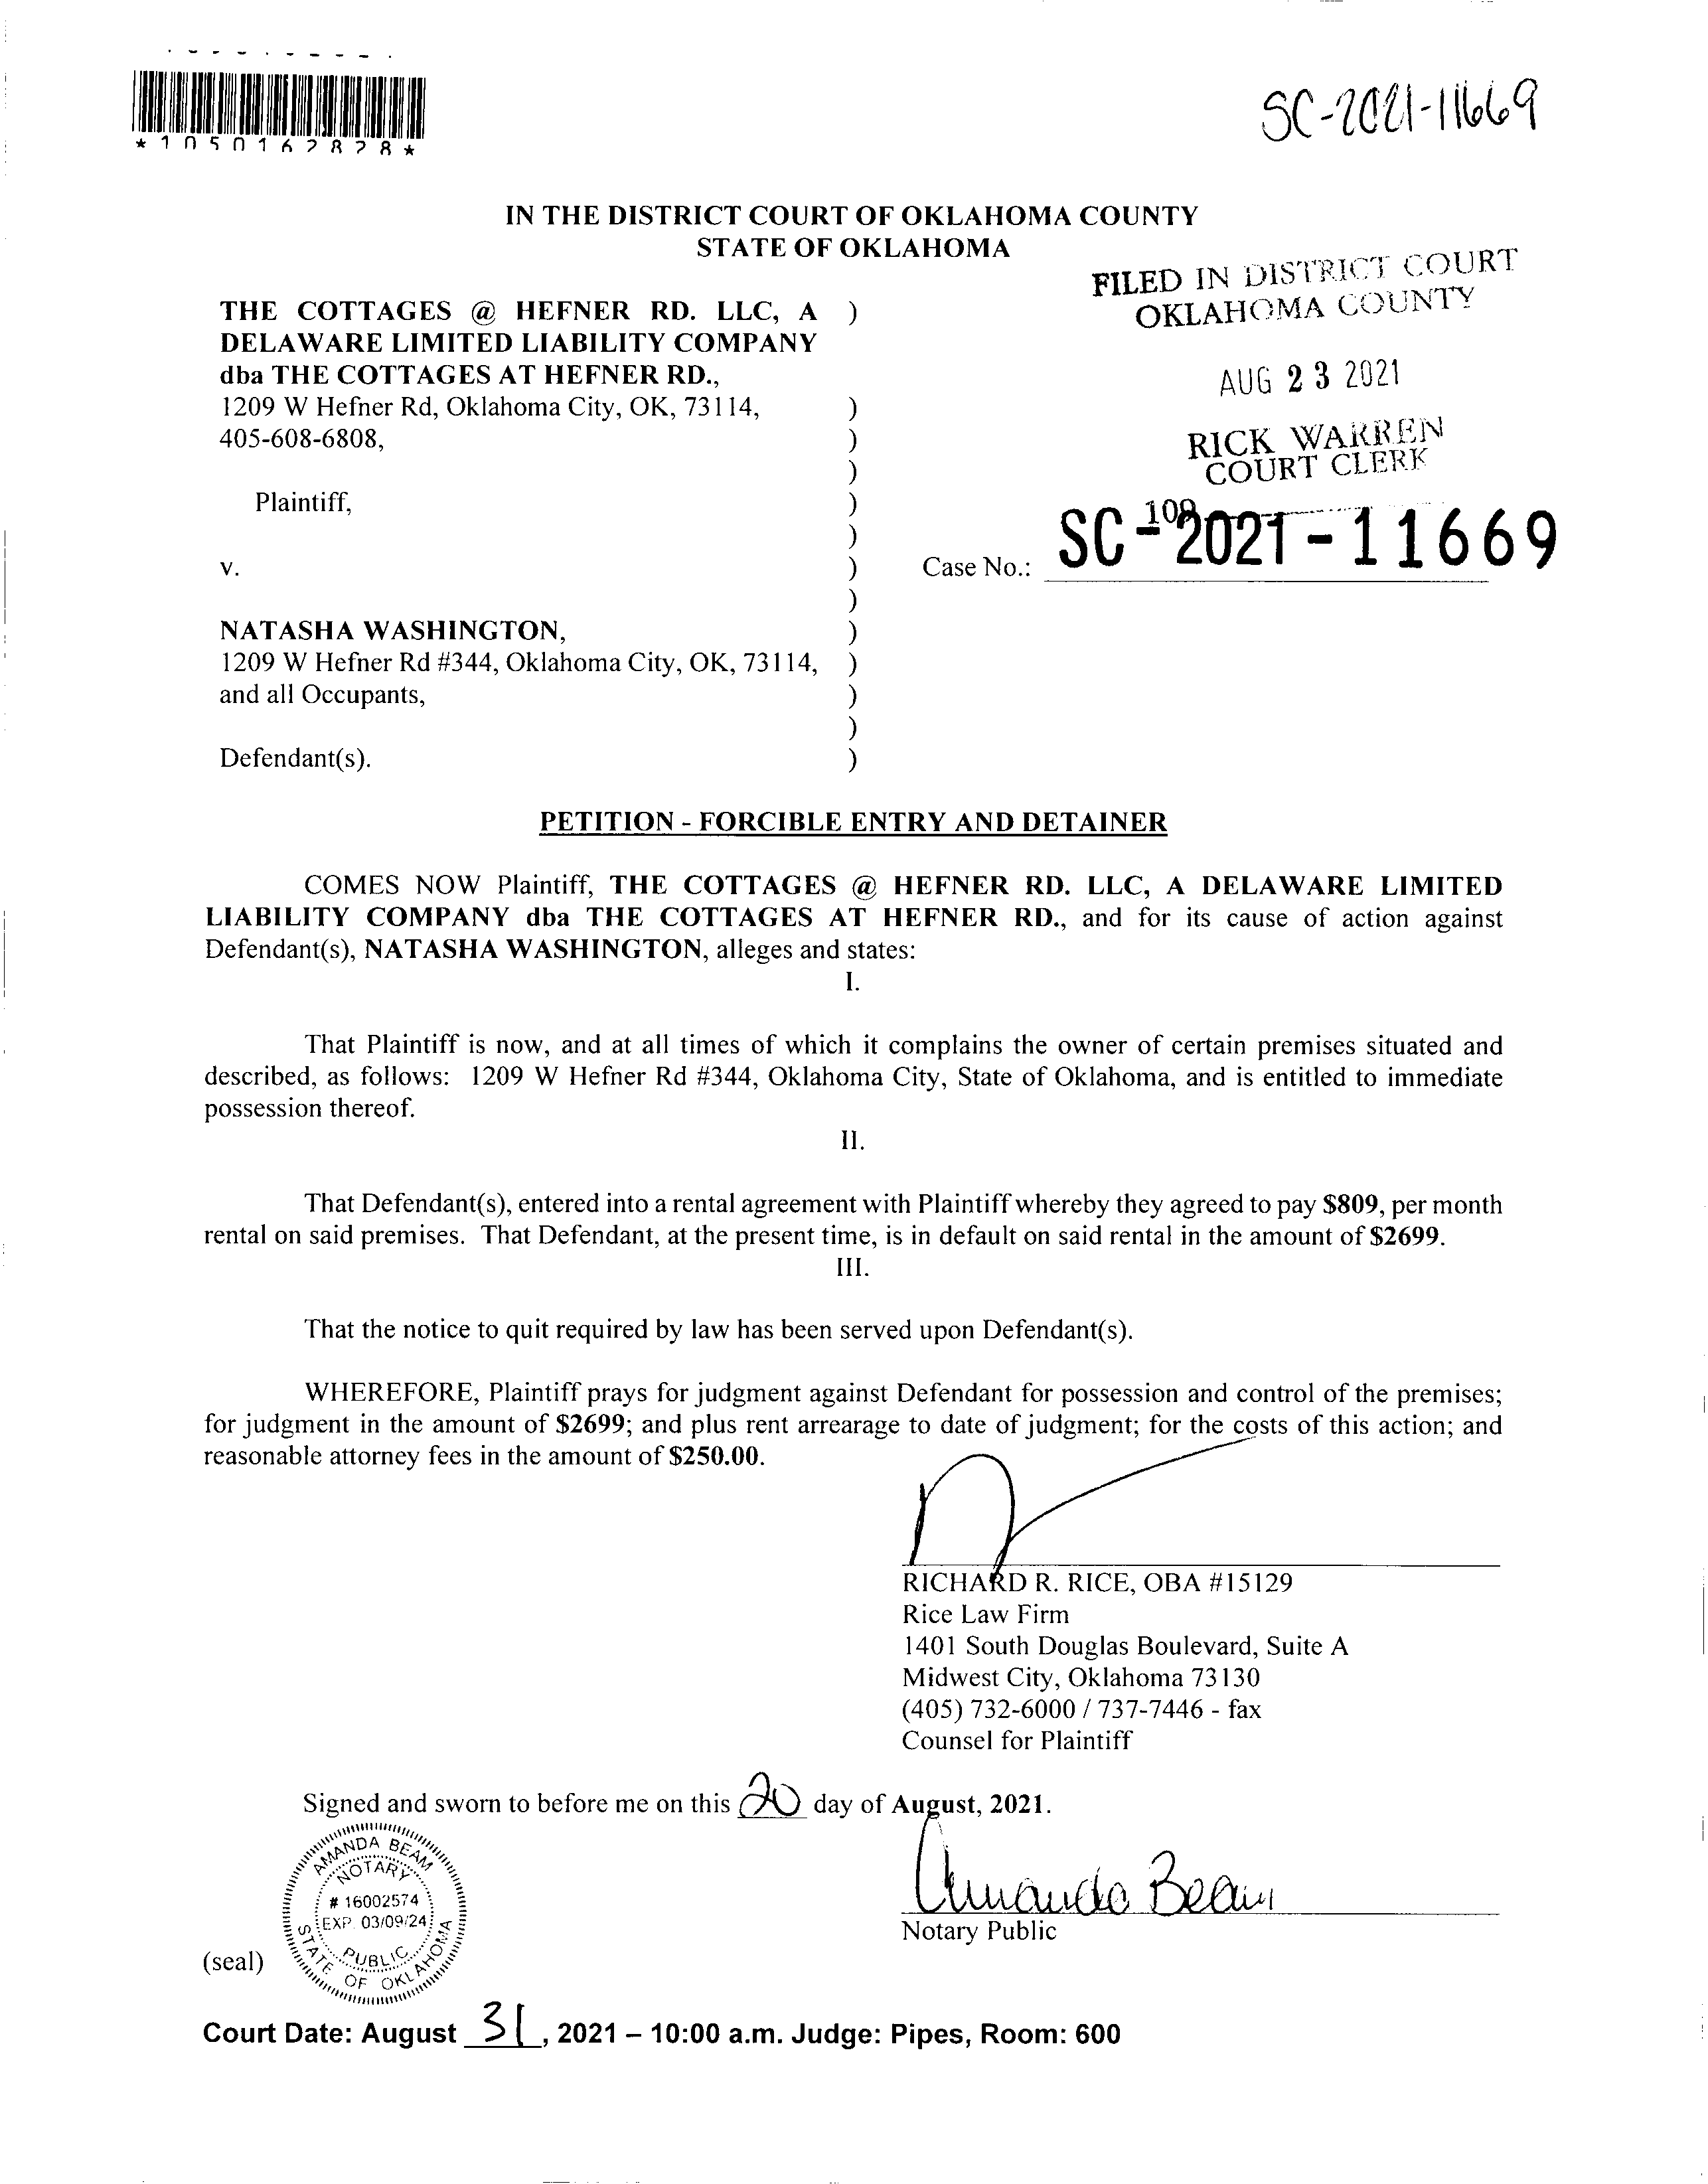 SC-2021-11669
*1050162828*
IN THE DISTRICT COURT OF OKLAHOMA COUNTY
STATE OF OKLAHOMA
FILED IN DISTRICT COURT
OKLAHOMA COUNTY
AUG 23 2021
RICK WARREN
COURT CLERK
109
THE COTTAGES @ HEFNER RD. LLC, A )
DELAWARE LIMITED LIABILITY COMPANY
dba THE COTTAGES AT HEFNER RD.,
1209 W Hefner Rd, Oklahoma City, OK, 73114, )
405-608-6808, )
)
Plaintiff, )
)
v. ) Case No.: SC-2021-11669
)
NATASHA WASHINGTON, )
1209 W Hefner Rd #344, Oklahoma City, OK, 73114, )
and all Occupants, )
)
Defendant(s). )
PETITION - FORCIBLE ENTRY AND DETAINER
COMES NOW Plaintiff, THE COTTAGES @ HEFNER RD. LLC, A DELAWARE LIMITED
LIABILITY COMPANY dba THE COTTAGES AT HEFNER RD., and for its cause of action against
Defendant(s), NATASHA WASHINGTON, alleges and states:
I.
That Plaintiff is now, and at all times of which it complains the owner of certain premises situated and
described, as follows: 1209 W Hefner Rd #344, Oklahoma City, State of Oklahoma, and is entitled to immediate
possession thereof.
II.
That Defendant(s), entered into a rental agreement with Plaintiff whereby they agreed to pay $809, per month
rental on said premises. That Defendant, at the present time, is in default on said rental in the amount of $2699.
III.
That the notice to quit required by law has been served upon Defendant(s).
WHEREFORE, Plaintiff prays for judgment against Defendant for possession and control of the premises;
for judgment in the amount of $2699; and plus rent arrearage to date of judgment; for the costs of this action; and
reasonable attorney fees in the amount of $250.00.
RICHARD R. RICE, OBA #15129
Rice Law Firm
1401 South Douglas Boulevard, Suite A
Midwest City, Oklahoma 73130
(405) 732-6000 / 737-7446 - fax
Counsel for Plaintiff
Signed and sworn to before me on this 20 day of August, 2021.
AMANDA BEAM
NOTARY
# 16002574
EXP. 03/09/24
PUBLIC
STATE OF OKLAHOMA
Amanda Beam
Notary Public
(seal)
Court Date: August 31, 2021 – 10:00 a.m. Judge: Pipes, Room: 600